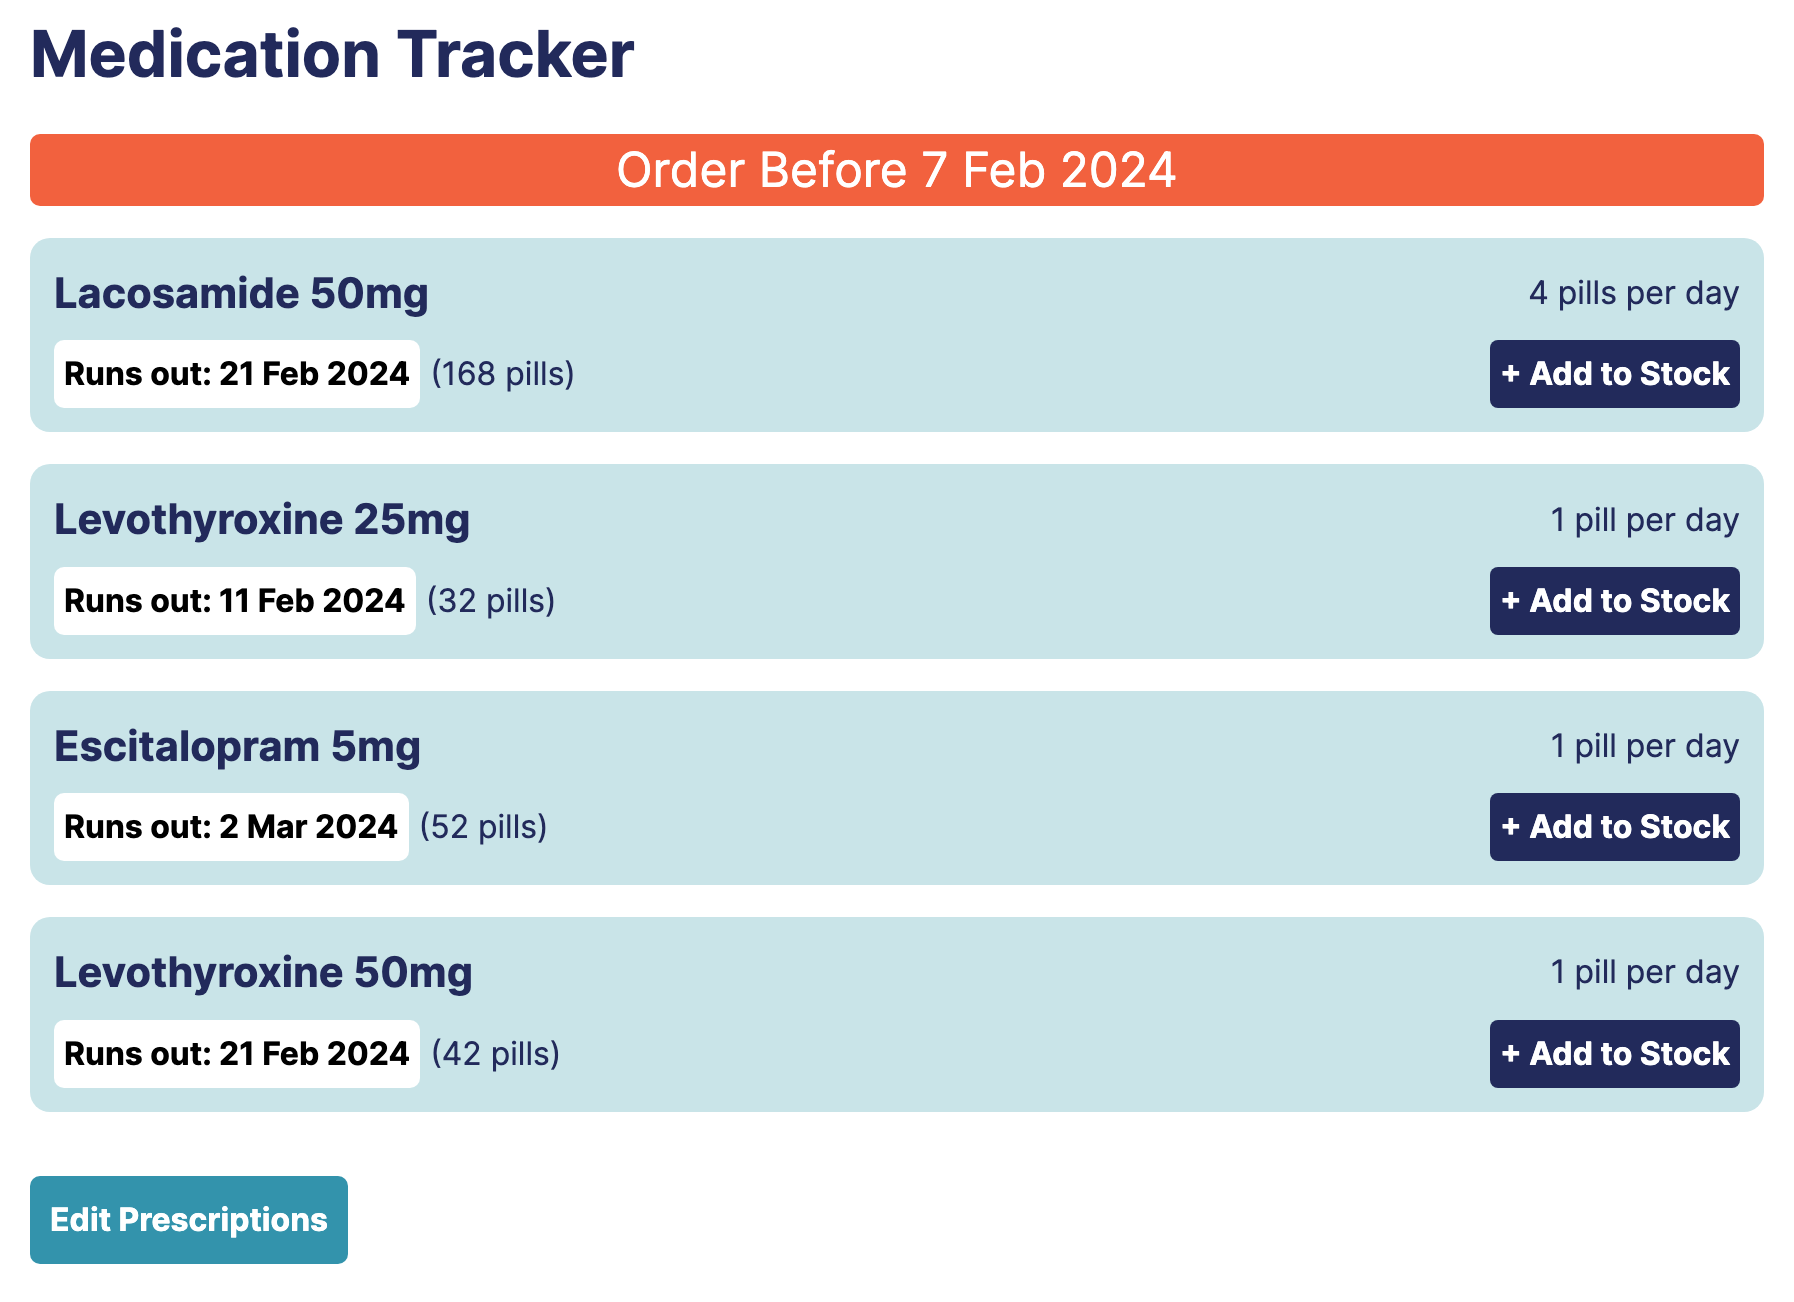 Medication Tracker
Order Before 7 Feb 2024
Lacosamide 50mg
4 pills per day
Runs out: 21 Feb 2024 (168 pills)
+ Add to Stock
Levothyroxine 25mg
1 pill per day
Runs out: 11 Feb 2024 (32 pills)
+ Add to Stock
Escitalopram 5mg
1 pill per day
Runs out: 2 Mar 2024 (52 pills)
+ Add to Stock
Levothyroxine 50mg
1 pill per day
Runs out: 21 Feb 2024 (42 pills)
+ Add to Stock
Edit Prescriptions